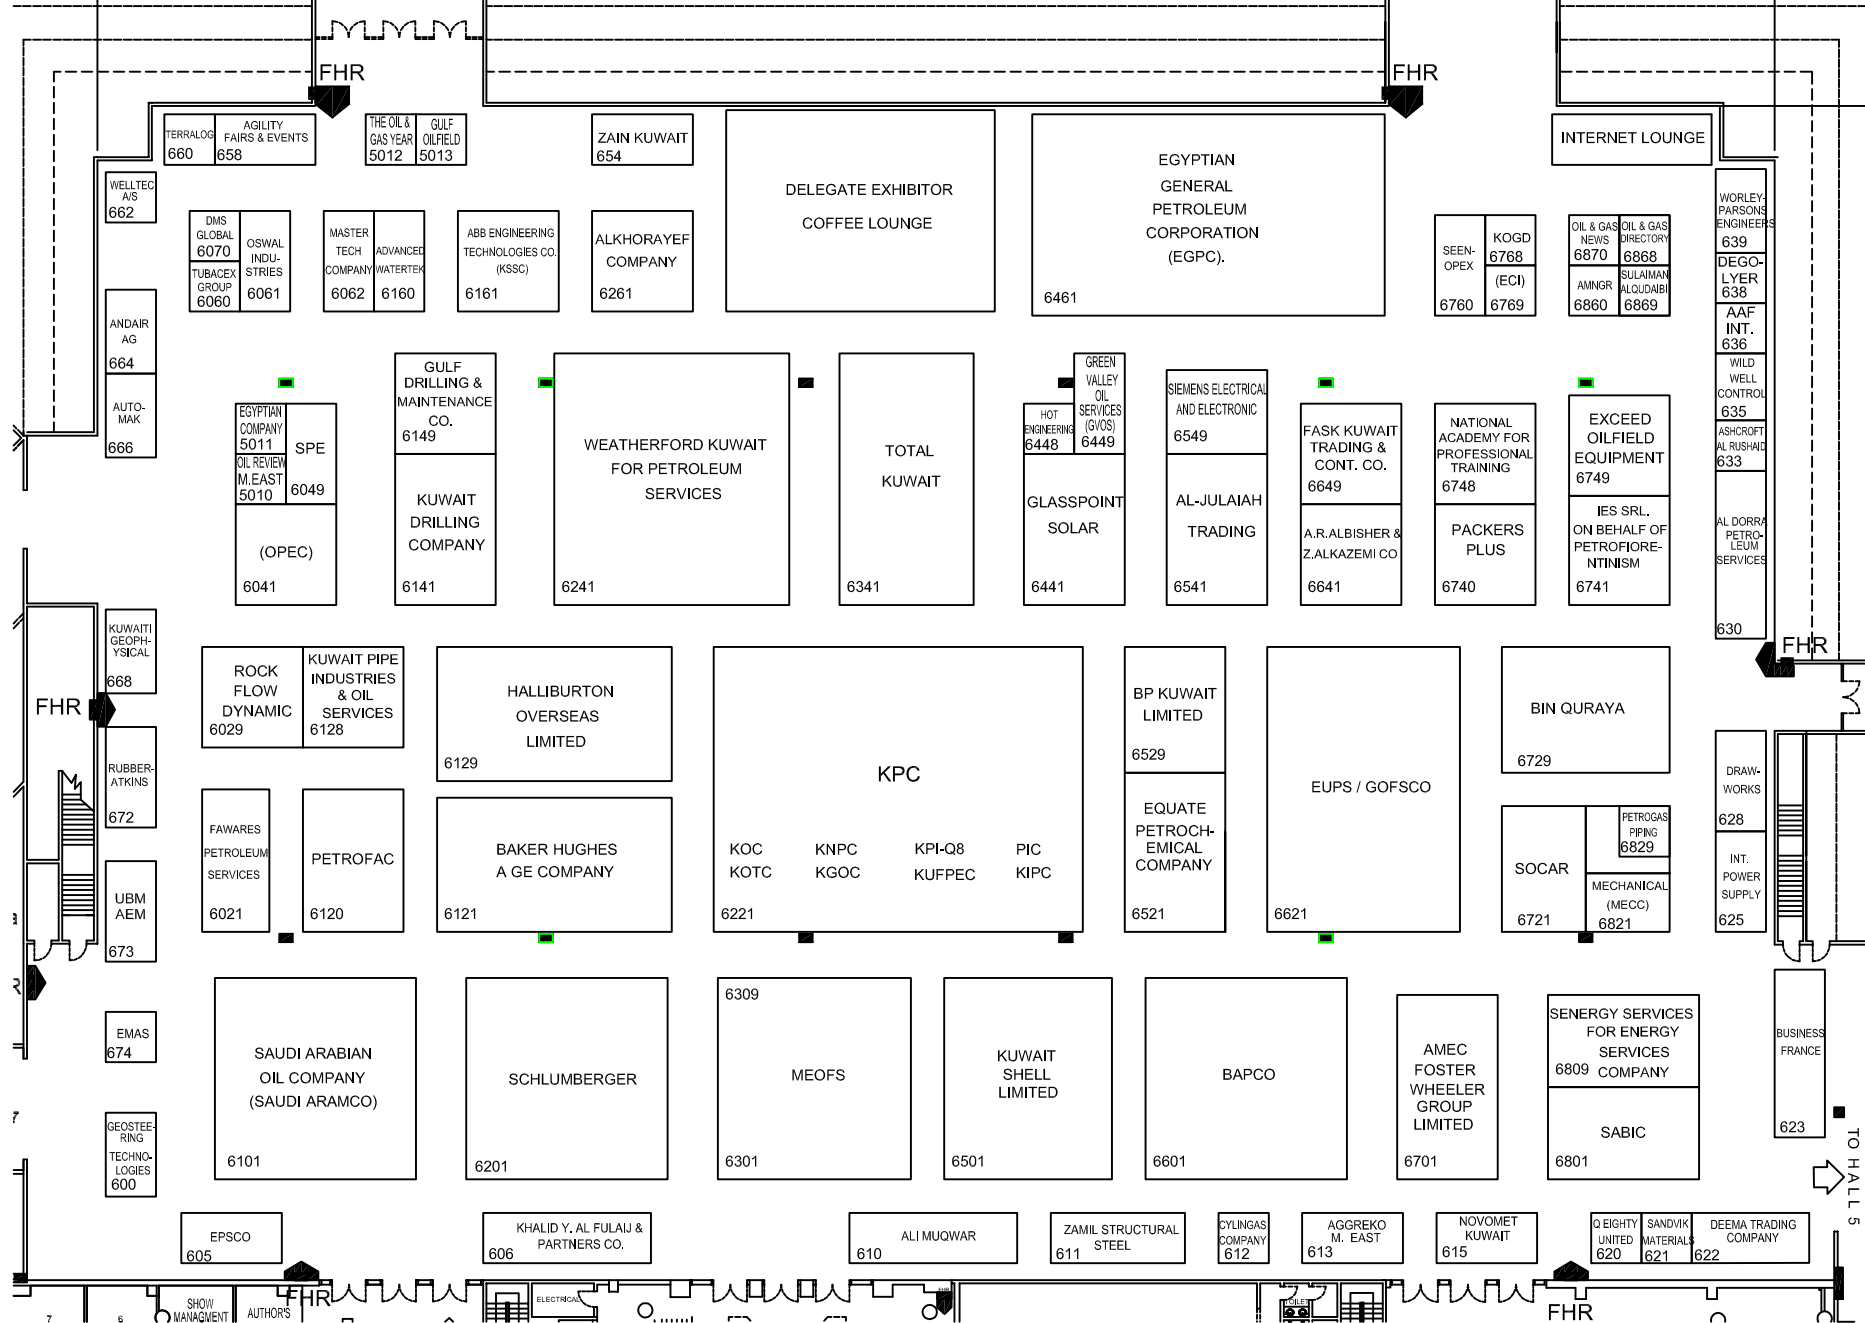 FHR
FHR
TERRALOG
660
AGILITY
FAIRS & EVENTS
658
THE OIL &
GAS YEAR
5012
GULF
OILFIELD
5013
ZAIN KUWAIT
654
DELEGATE EXHIBITOR
COFFEE LOUNGE
EGYPTIAN
GENERAL
PETROLEUM
CORPORATION
(EGPC).
6461
INTERNET LOUNGE
WELLTEC
A/S
662
DMS
GLOBAL
6070
TUBACEX
GROUP
6060
OSWAL
INDU-
STRIES
6061
MASTER
TECH
COMPANY
6062
ADVANCED
WATERTEK
6160
ABB ENGINEERING
TECHNOLOGIES CO.
(KSSC)
6161
ALKHORAYEF
COMPANY
6261
SEEN-
OPEX
6760
KOGD
6768
(ECI)
6769
OIL & GAS
NEWS
6870
OIL & GAS
DIRECTORY
6868
AMNGR
6860
SULAIMAN
ALQUDAIBI
6869
WORLEY-
PARSONS
ENGINEERS
639
DEGO-
LYER
638
AAF
INT.
636
WILD
WELL
CONTROL
635
ASHCROFT
AL RUSHAID
633
AL DORRA
PETRO-
LEUM
SERVICES
630
ANDAIR
AG
664
AUTO-
MAK
666
EGYPTIAN
COMPANY
5011
OIL REVIEW
M.EAST
5010
SPE
6049
(OPEC)
6041
GULF
DRILLING &
MAINTENANCE
CO.
6149
KUWAIT
DRILLING
COMPANY
6141
WEATHERFORD KUWAIT
FOR PETROLEUM
SERVICES
6241
TOTAL
KUWAIT
6341
HOT
ENGINEERING
6448
GREEN
VALLEY
OIL
SERVICES
(GVOS)
6449
GLASSPOINT
SOLAR
6441
SIEMENS ELECTRICAL
AND ELECTRONIC
6549
AL-JULAIAH
TRADING
6541
FASK KUWAIT
TRADING &
CONT. CO.
6649
A.R.ALBISHER &
Z.ALKAZEMI CO
6641
NATIONAL
ACADEMY FOR
PROFESSIONAL
TRAINING
6748
PACKERS
PLUS
6740
EXCEED
OILFIELD
EQUIPMENT
6749
IES SRL.
ON BEHALF OF
PETROFIORE-
NTINISM
6741
KUWAITI
GEOPH-
YSICAL
668
FHR
FHR
RUBBER-
ATKINS
672
UBM
AEM
673
ROCK
FLOW
DYNAMIC
6029
KUWAIT PIPE
INDUSTRIES
& OIL
SERVICES
6128
HALLIBURTON
OVERSEAS
LIMITED
6129
FAWARES
PETROLEUM
SERVICES
6021
PETROFAC
6120
BAKER HUGHES
A GE COMPANY
6121
KPC
KOC KNPC KPI-Q8 PIC
KOTC KGOC KUFPEC KIPC
6221
BP KUWAIT
LIMITED
6529
EQUATE
PETROCH-
EMICAL
COMPANY
6521
EUPS / GOFSCO
6621
BIN QURAYA
6729
SOCAR
6721
PETROGAS
PIPING
6829
MECHANICAL
(MECC)
6821
DRAW-
WORKS
628
INT.
POWER
SUPPLY
625
R
EMAS
674
GEOSTEE-
RING
TECHNO-
LOGIES
600
SAUDI ARABIAN
OIL COMPANY
(SAUDI ARAMCO)
6101
SCHLUMBERGER
6201
6309
MEOFS
6301
KUWAIT
SHELL
LIMITED
6501
BAPCO
6601
AMEC
FOSTER
WHEELER
GROUP
LIMITED
6701
SENERGY SERVICES
FOR ENERGY
SERVICES
6809 COMPANY
SABIC
6801
BUSINESS
FRANCE
623
TO HALL 5
7
EPSCO
605
KHALID Y. AL FULAIJ &
PARTNERS CO.
606
ALI MUQWAR
610
ZAMIL STRUCTURAL
STEEL
611
CYLINGAS
COMPANY
612
AGGREKO
M. EAST
613
NOVOMET
KUWAIT
615
Q EIGHTY
UNITED
620
SANDVIK
MATERIALS
621
DEEMA TRADING
COMPANY
622
FHR
FHR
7
6
SHOW
MANAGMENT
AUTHOR'S
ELECTRICAL
FHR
TOILET